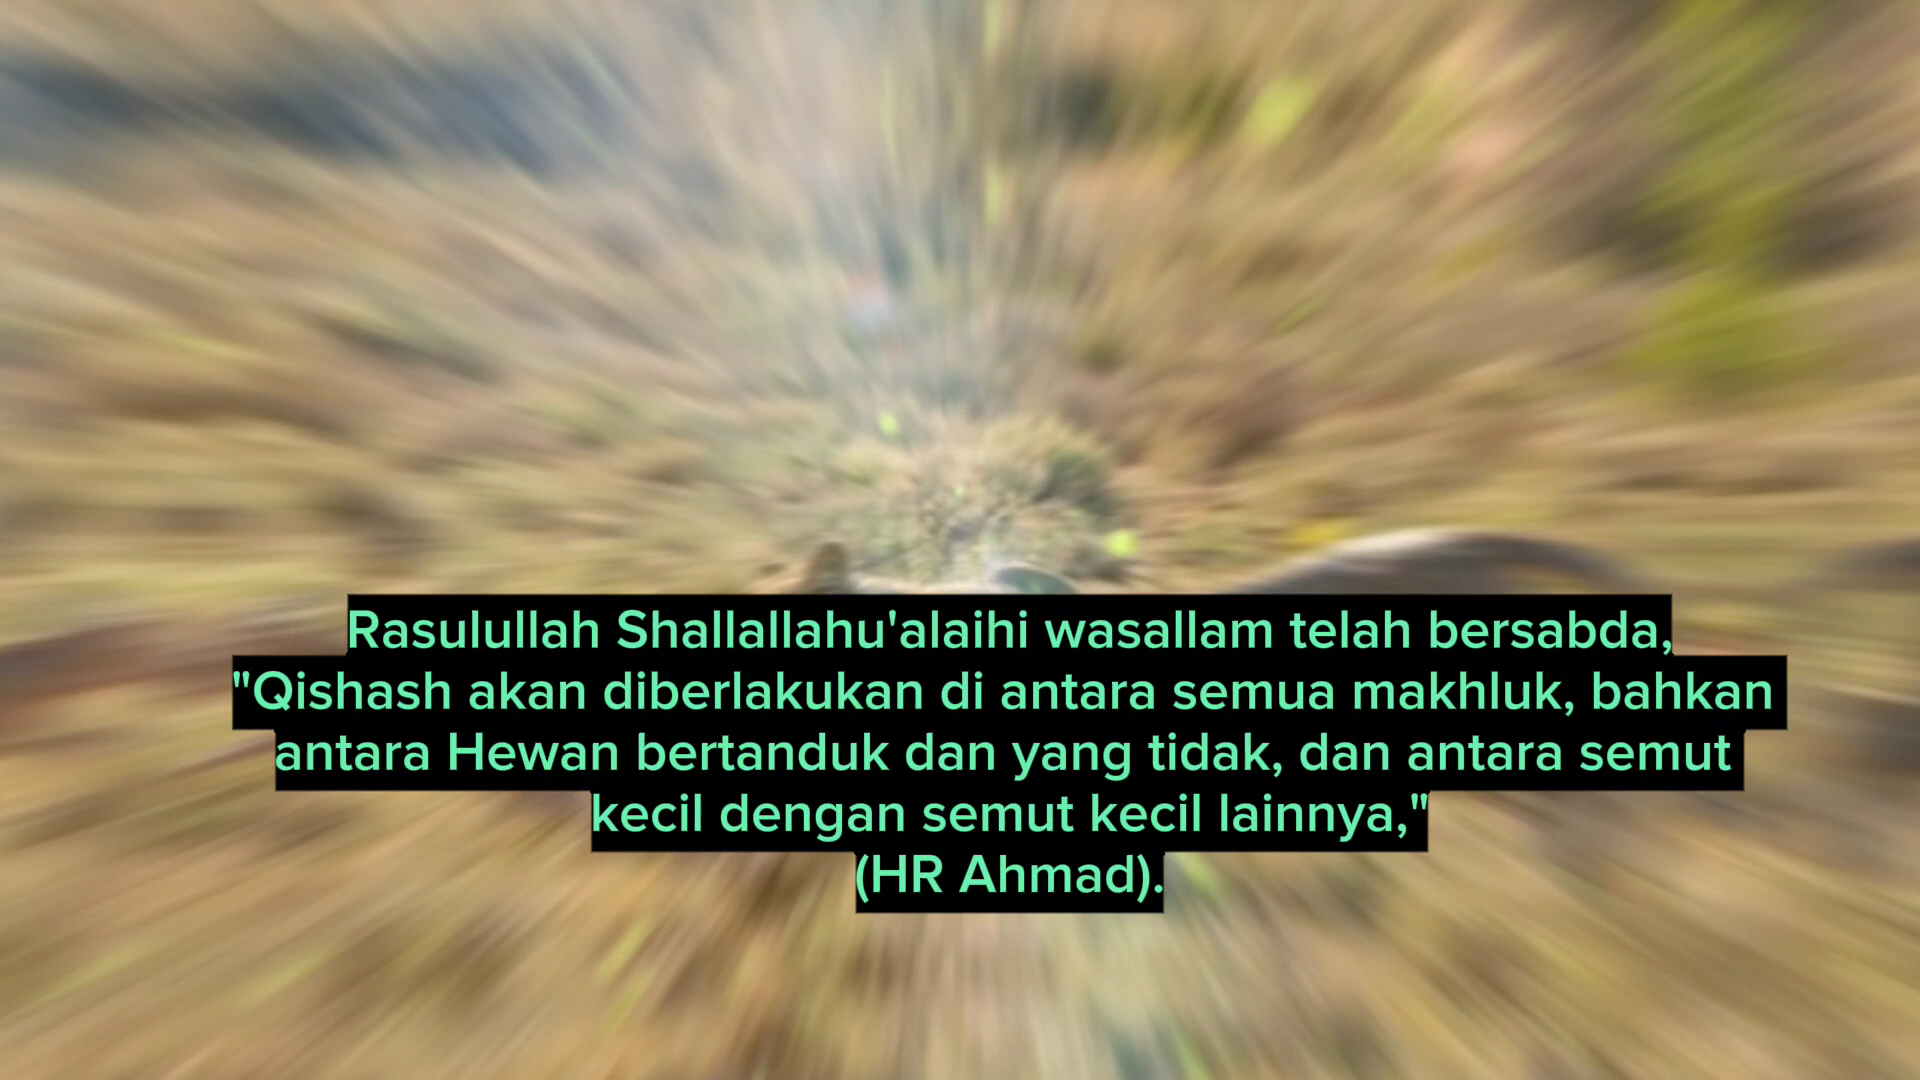 Rasulullah Shallallahu'alaihi wasallam telah bersabda,
"Qishash akan diberlakukan di antara semua makhluk, bahkan
antara Hewan bertanduk dan yang tidak, dan antara semut
kecil dengan semut kecil lainnya,"
(HR Ahmad).